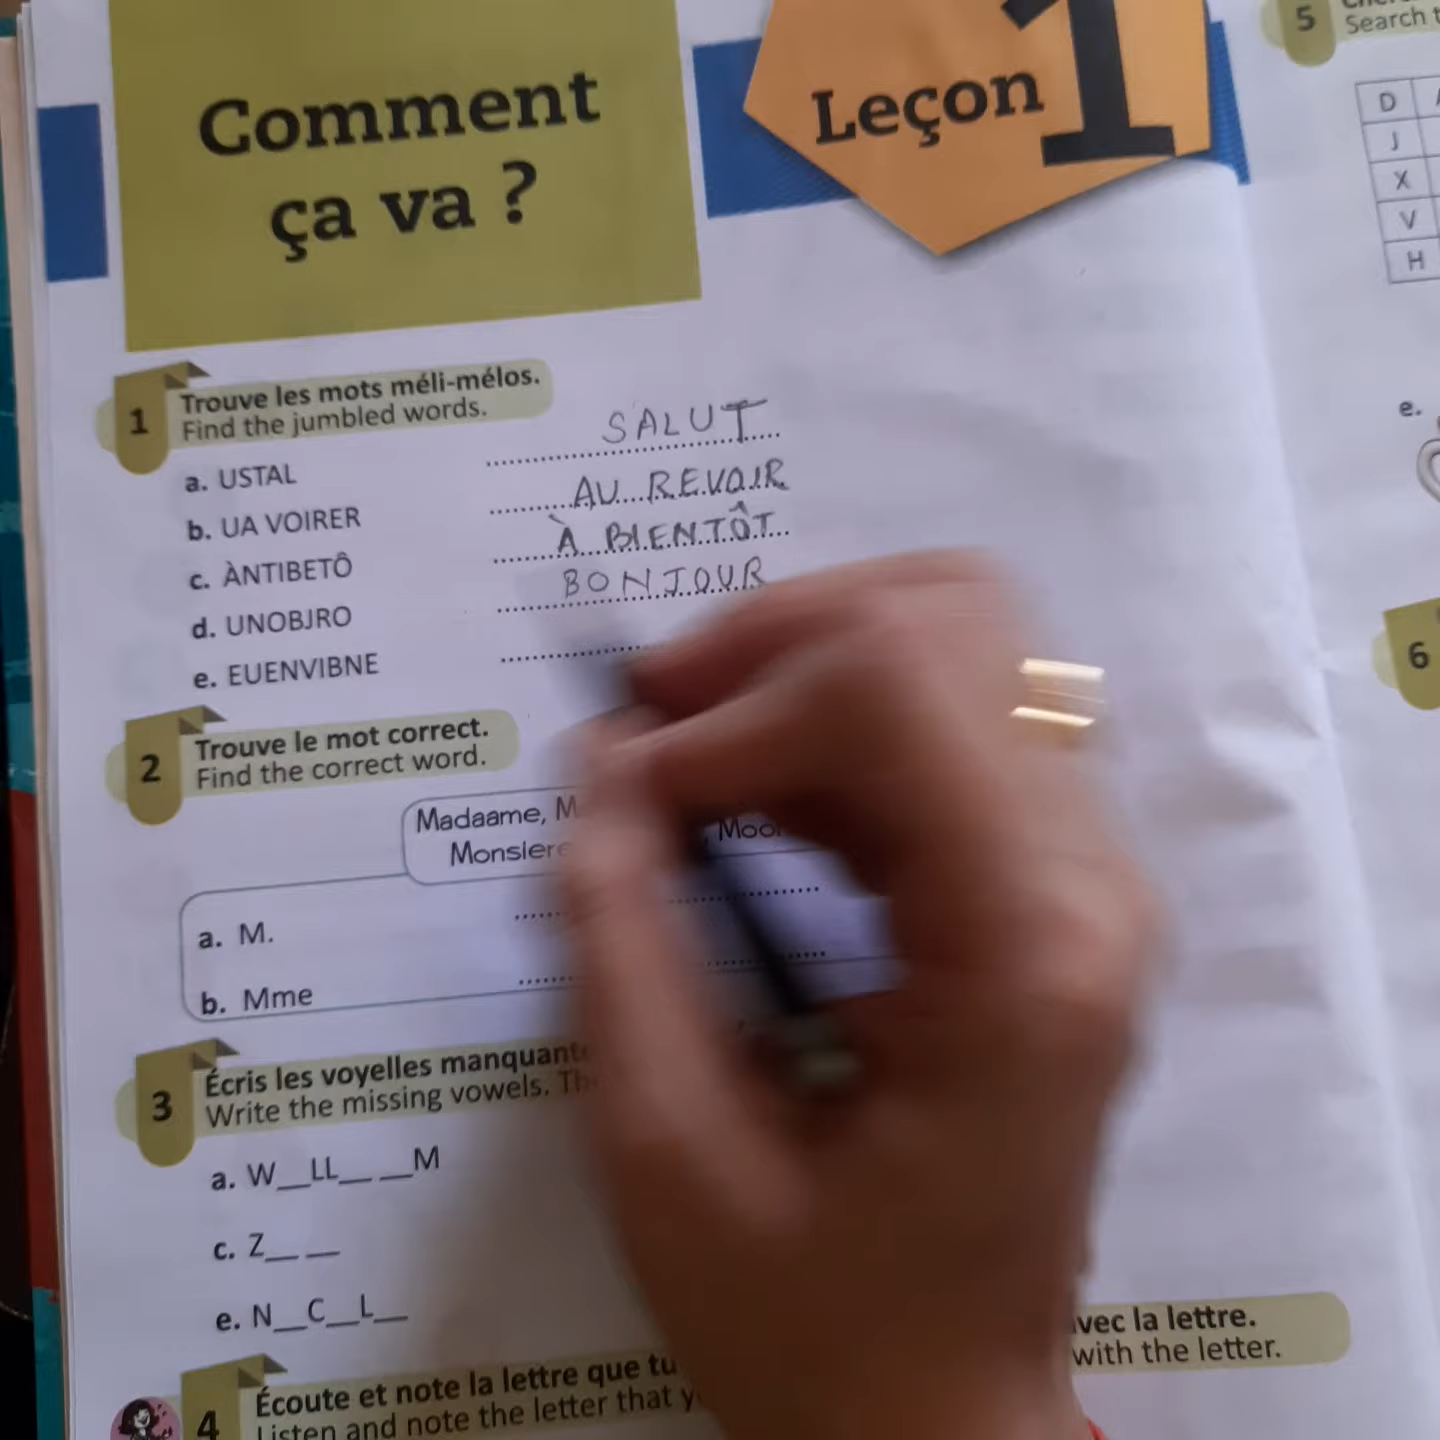 5
Search
Comment
ça va ?
Leçon 1
D
J
X
V
H
1 Trouve les mots méli-mélos.
Find the jumbled words.
a. USTAL SALUT
b. UA VOIRER AU REVOIR
c. ÀNTIBETÔ À BIENTÔT
d. UNOBJRO BONJOUR
e. EUENVIBNE
e.
6
2 Trouve le mot correct.
Find the correct word.
Madaame,
a. M.
b. Mme
3 Écris les voyelles
Write the missing vowels.
a. W__LL__ __M
c. Z__ __
e. N__C__L__
4 Écoute et note la lettre que tu avec la lettre.
Listen and note the letter that with the letter.